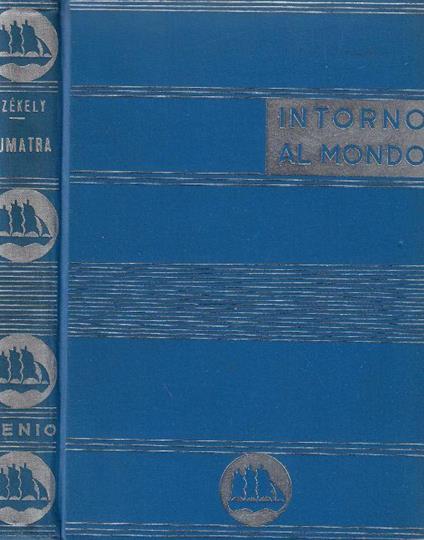 ZÉKELY
UMATRA
ENIO
INTORNO
AL MONDO